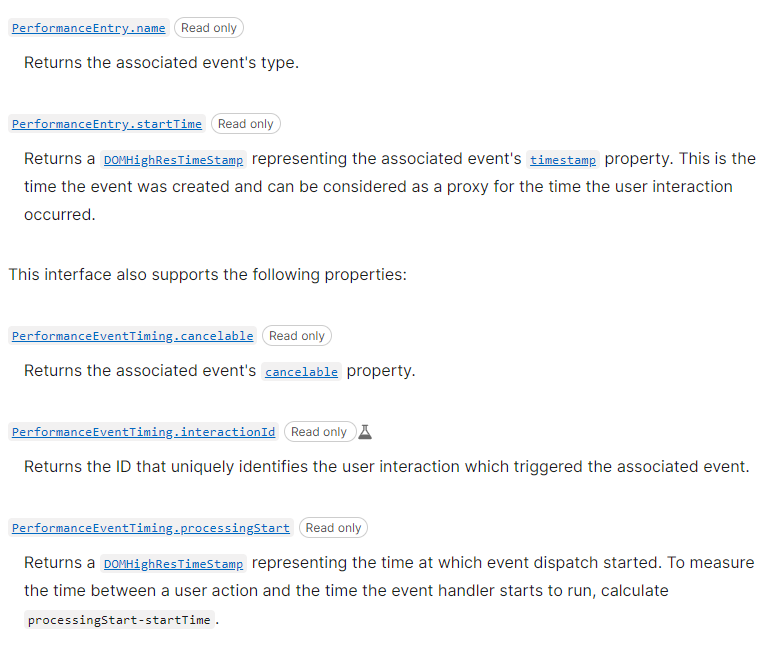 PerformanceEntry.name Read only
Returns the associated event's type.
PerformanceEntry.startTime Read only
Returns a DOMHighResTimeStamp representing the associated event's timestamp property. This is the
time the event was created and can be considered as a proxy for the time the user interaction
occurred.
This interface also supports the following properties:
PerformanceEventTiming.cancelable Read only
Returns the associated event's cancelable property.
PerformanceEventTiming.interactionId Read only
Returns the ID that uniquely identifies the user interaction which triggered the associated event.
PerformanceEventTiming.processingStart Read only
Returns a DOMHighResTimeStamp representing the time at which event dispatch started. To measure
the time between a user action and the time the event handler starts to run, calculate
processingStart-startTime.